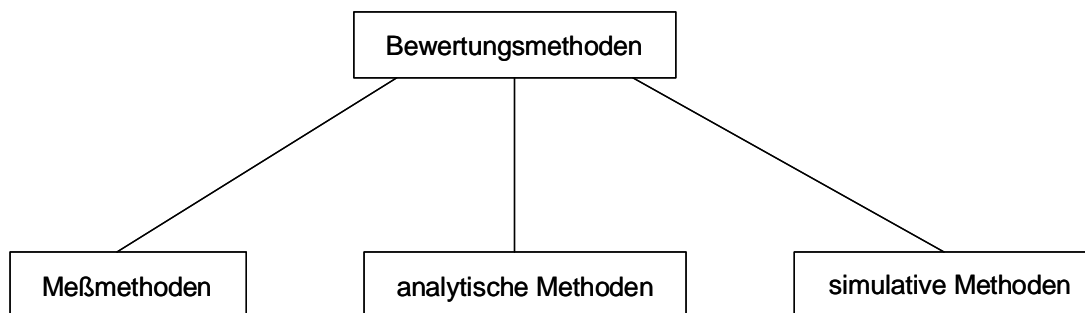 Bewertungsmethoden
Meßmethoden
analytische Methoden
simulative Methoden